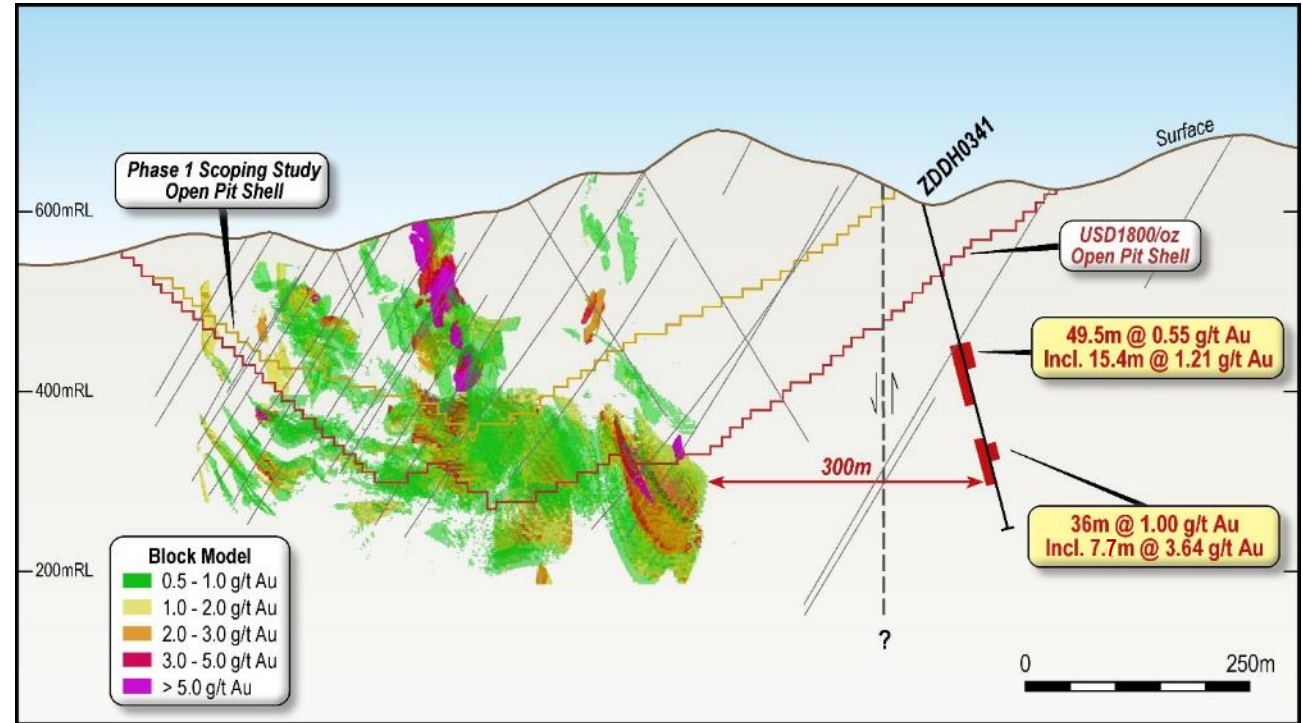 Phase 1 Scoping Study
Open Pit Shell
ZDDH0341
Surface
600mRL
USD1800/oz
Open Pit Shell
49.5m @ 0.55 g/t Au
Incl. 15.4m @ 1.21 g/t Au
400mRL
300m
36m @ 1.00 g/t Au
Incl. 7.7m @ 3.64 g/t Au
Block Model
0.5 - 1.0 g/t Au
1.0 - 2.0 g/t Au
2.0 - 3.0 g/t Au
3.0 - 5.0 g/t Au
> 5.0 g/t Au
200mRL
?
0 250m